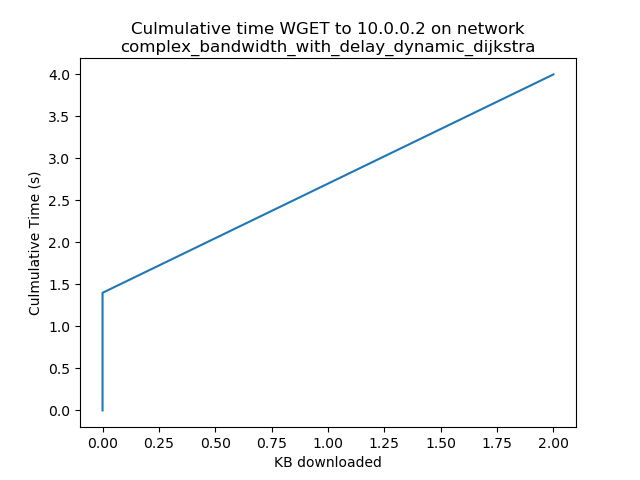 Culmulative time WGET to 10.0.0.2 on network
complex_bandwidth_with_delay_dynamic_dijkstra
4.0
3.5
3.0
2.5
2.0
1.5
1.0
0.5
0.0
Culmulative Time (s)
0.00 0.25 0.50 0.75 1.00 1.25 1.50 1.75 2.00
KB downloaded